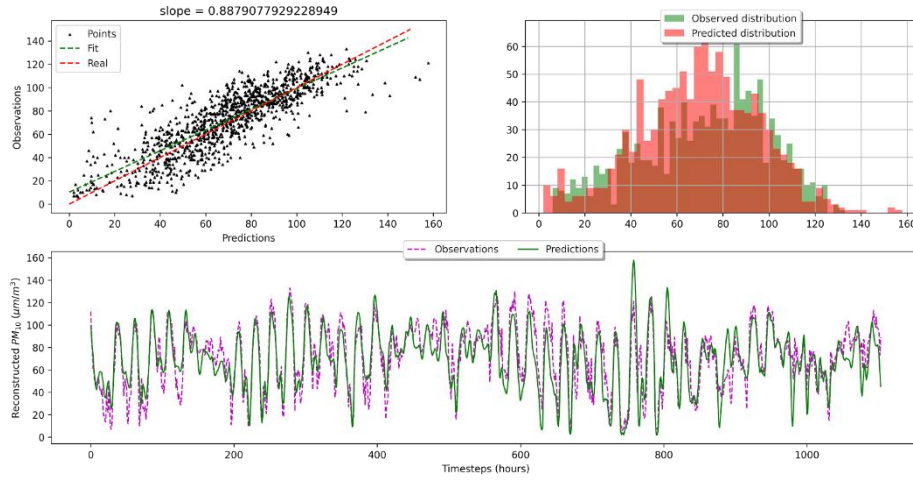 slope = 0.8879077929228949
Points
Fit
Real
Observations
140
120
100
80
60
40
20
0
0 20 40 60 80 100 120 140 160
Predictions
Observed distribution
Predicted distribution
60
50
40
30
20
10
0
0 20 40 60 80 100 120 140 160
Observations Predictions
Reconstructed PM10 (μm/m³)
160
140
120
100
80
60
40
20
0
0 200 400 600 800 1000
Timesteps (hours)